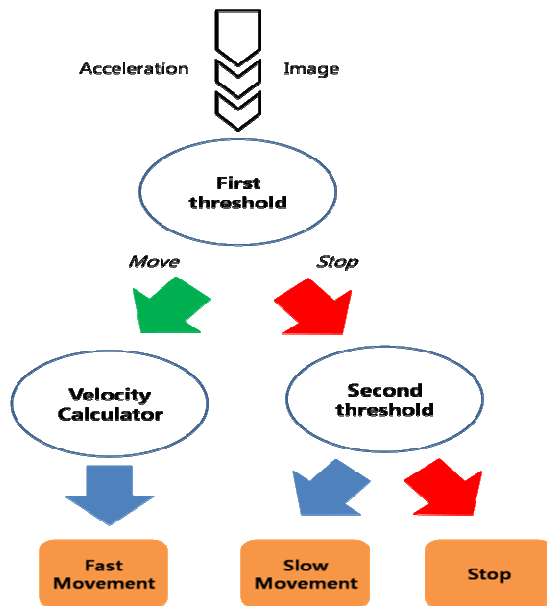 Acceleration Image
First
threshold
Move Stop
Velocity
Calculator
Second
threshold
Fast
Movement
Slow
Movement
Stop